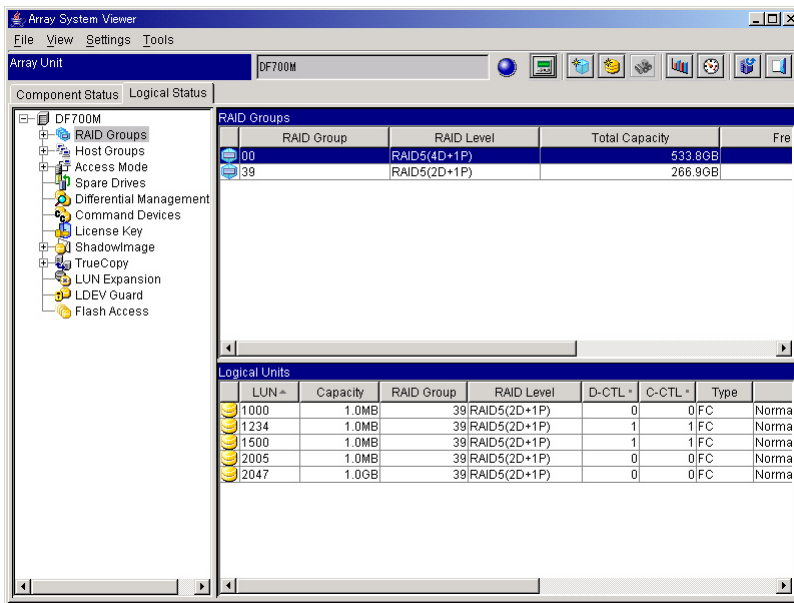 Array System Viewer
File View Settings Tools
Array Unit DF700M
Component Status Logical Status
DF700M
RAID Groups
Host Groups
Access Mode
Spare Drives
Differential Management
Command Devices
License Key
ShadowImage
TrueCopy
LUN Expansion
LDEV Guard
Flash Access
RAID Groups
RAID Group RAID Level Total Capacity Fre
00 RAID5(4D+1P) 533.8GB
39 RAID5(2D+1P) 266.9GB
Logical Units
LUN Capacity RAID Group RAID Level D-CTL * C-CTL * Type
1000 1.0MB 39 RAID5(2D+1P) 0 0 FC Norma
1234 1.0MB 39 RAID5(2D+1P) 1 1 FC Norma
1500 1.0MB 39 RAID5(2D+1P) 1 1 FC Norma
2005 1.0MB 39 RAID5(2D+1P) 0 0 FC Norma
2047 1.0GB 39 RAID5(2D+1P) 0 0 FC Norma